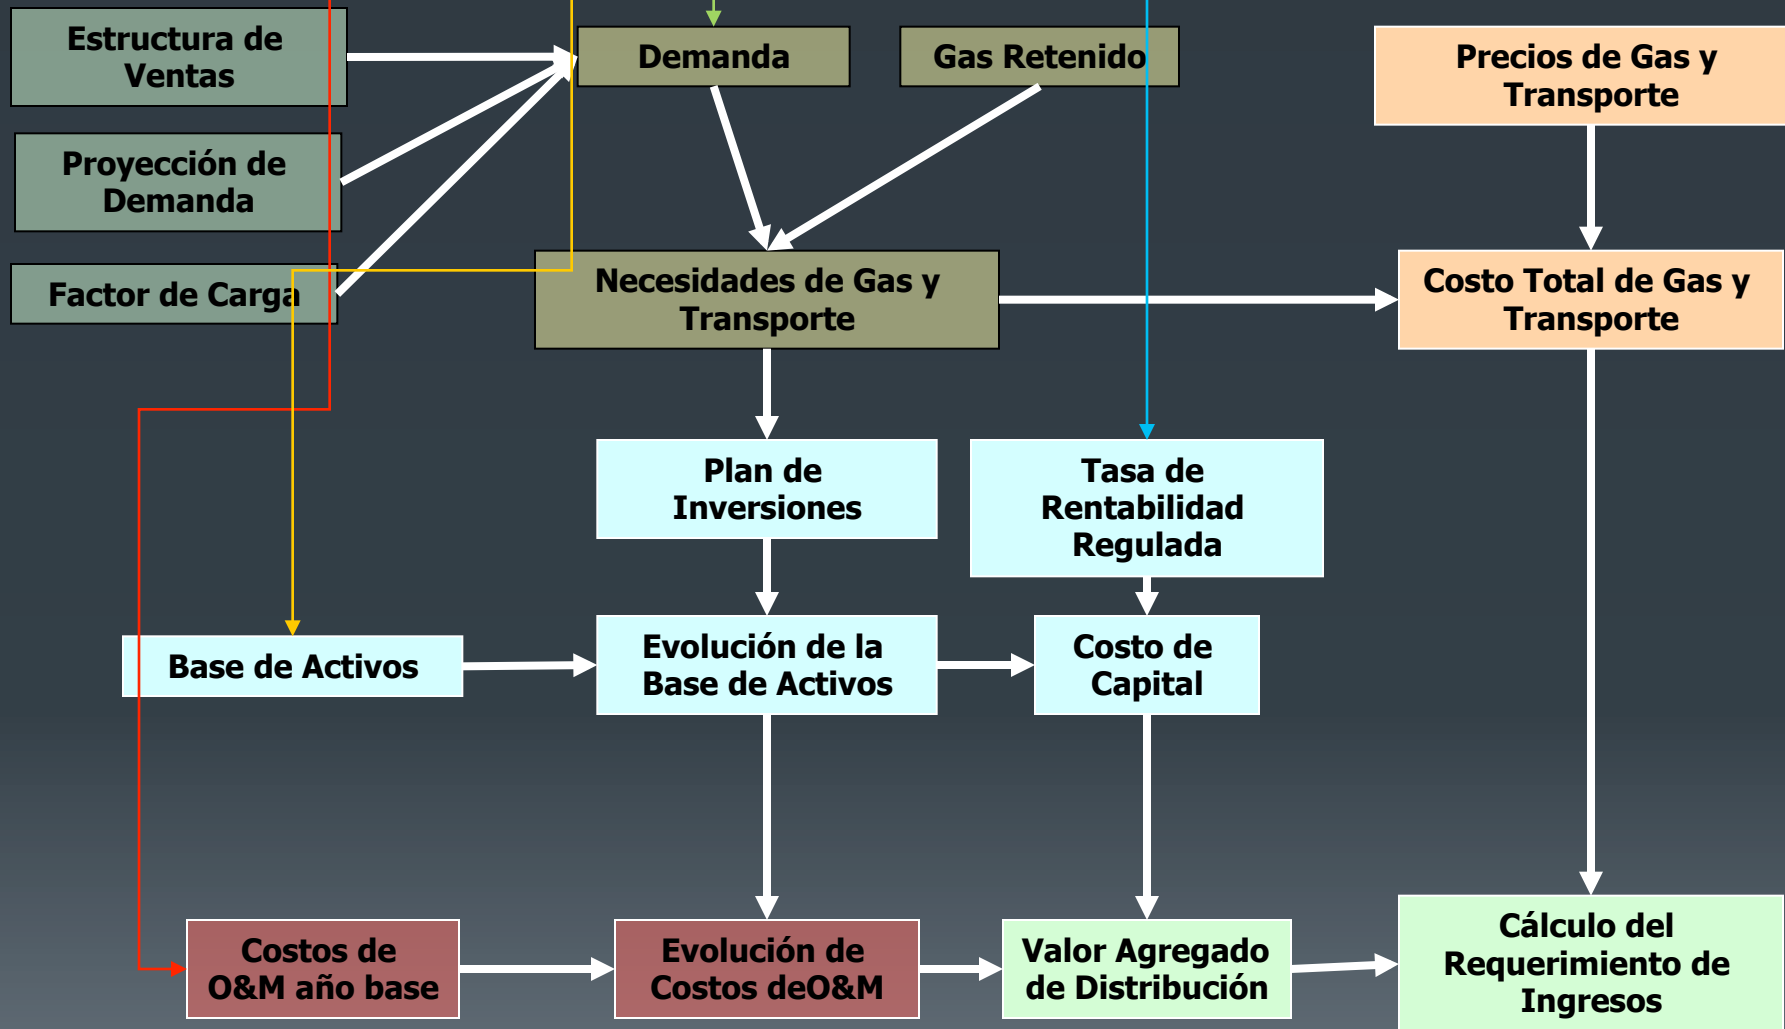 Estructura de
Ventas
Demanda
Gas Retenido
Precios de Gas y
Transporte
Proyección de
Demanda
Factor de Carga
Necesidades de Gas y
Transporte
Costo Total de Gas y
Transporte
Plan de
Inversiones
Tasa de
Rentabilidad
Regulada
Base de Activos
Evolución de la
Base de Activos
Costo de
Capital
Costos de
O&M año base
Evolución de
Costos deO&M
Valor Agregado
de Distribución
Cálculo del
Requerimiento de
Ingresos